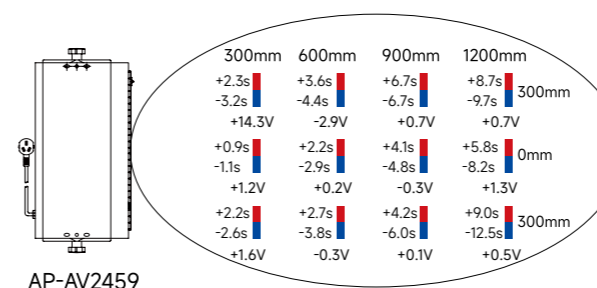 300mm 600mm 900mm 1200mm
+2.3s +3.6s +6.7s +8.7s
300mm
-3.2s -4.4s -6.7s -9.7s
+14.3V -2.9V +0.7V +0.7V
+0.9s +2.2s +4.1s +5.8s
0mm
-1.1s -2.9s -4.8s -8.2s
+1.2V +0.2V -0.3V +1.3V
+2.2s +2.7s +4.2s +9.0s
300mm
-2.6s -3.8s -6.0s -12.5s
+1.6V -0.3V +0.1V +0.5V
AP-AV2459